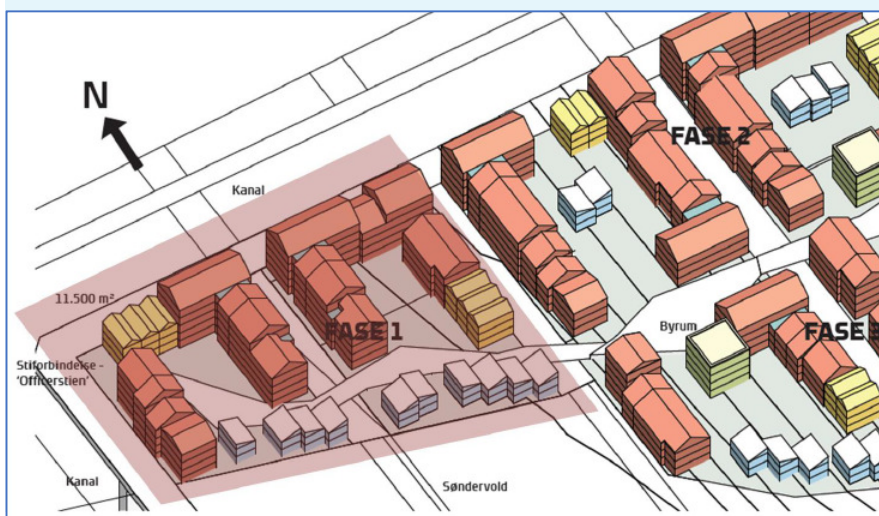 N
Kanal
FASE 2
11.500 m²
FASE 1
Byrum
FASE 3
Stiforbindelse -
'Officerstien'
Kanal
Søndervold